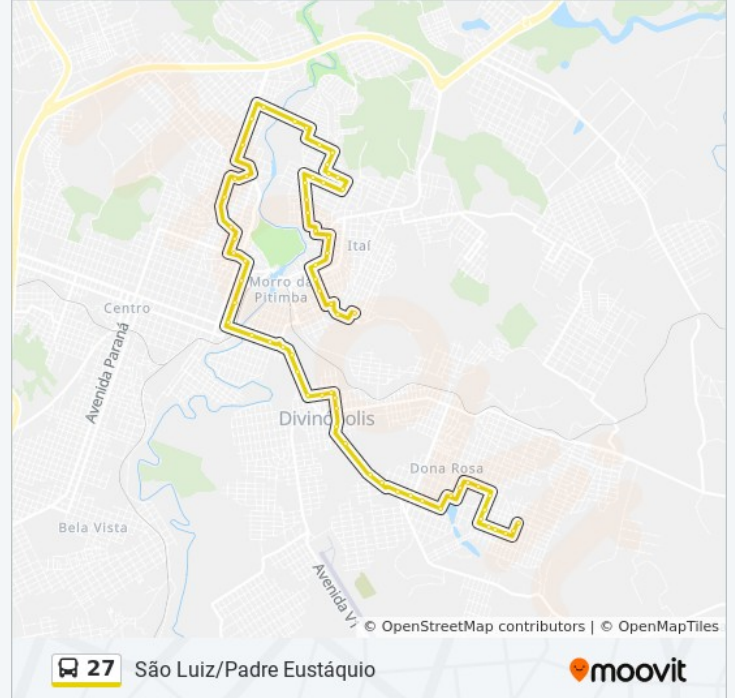 Itaí
Morro da
Pitimba
Centro
Avenida Paraná
Divinópolis
Dona Rosa
Bela Vista
Avenida V1
© OpenStreetMap contributors | © OpenMapTiles
27 São Luiz/Padre Eustáquio
moovit